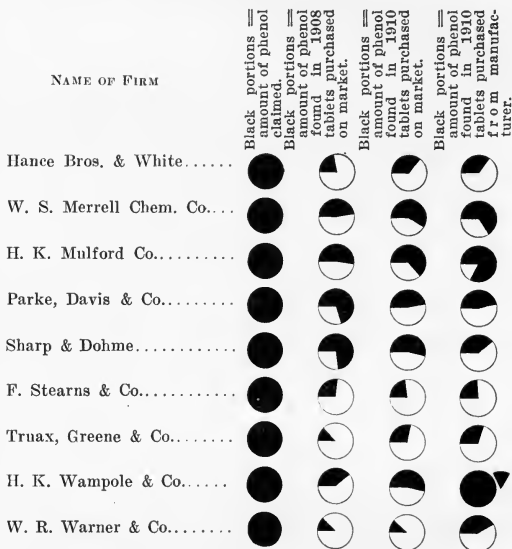 NAME OF FIRM
Black portions =
amount of phenol
claimed.
Black portions =
amount of phenol
found in 1908
tablets purchased
on market.
Black portions =
amount of phenol
found in 1910
tablets purchased
on market.
Black portions =
amount of phenol
found in 1910
tablets purchased
from manufac-
turer.
Hance Bros. & White......
W. S. Merrell Chem. Co....
H. K. Mulford Co..........
Parke, Davis & Co.........
Sharp & Dohme............
F. Stearns & Co...........
Truax, Greene & Co........
H. K. Wampole & Co......
W. R. Warner & Co........